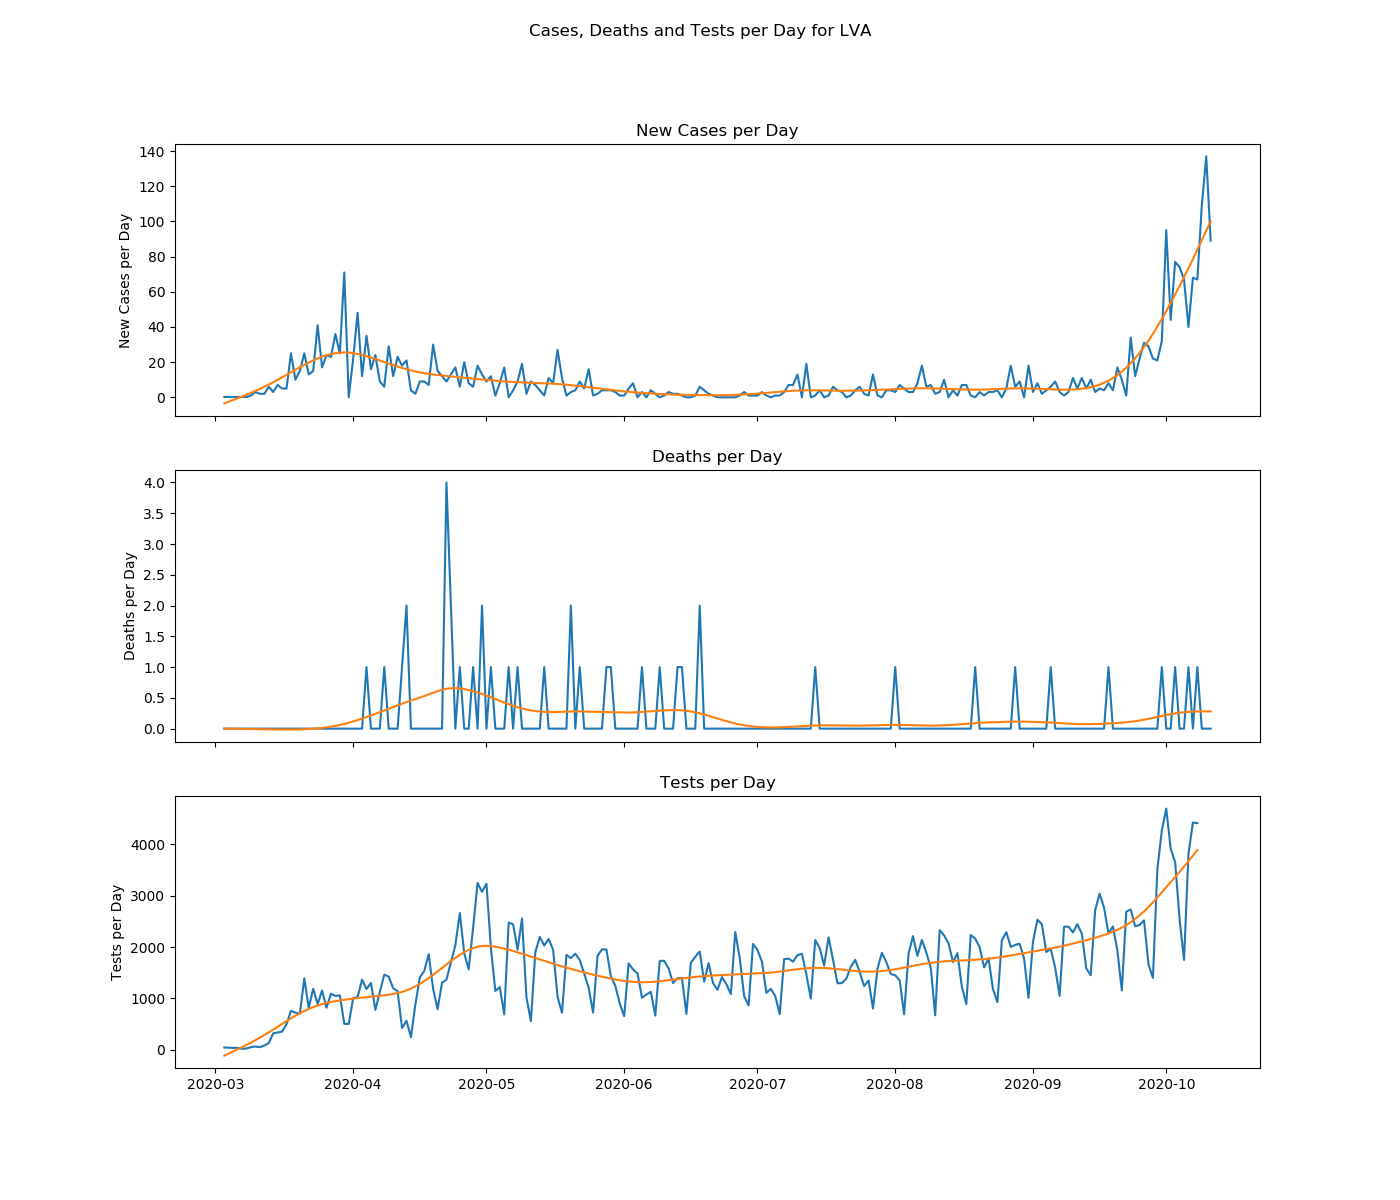 Cases, Deaths and Tests per Day for LVA
New Cases per Day
140
120
100
80
60
40
20
0
New Cases per Day
Deaths per Day
4.0
3.5
3.0
2.5
2.0
1.5
1.0
0.5
0.0
Deaths per Day
Tests per Day
4000
3000
2000
1000
0
Tests per Day
2020-03 2020-04 2020-05 2020-06 2020-07 2020-08 2020-09 2020-10